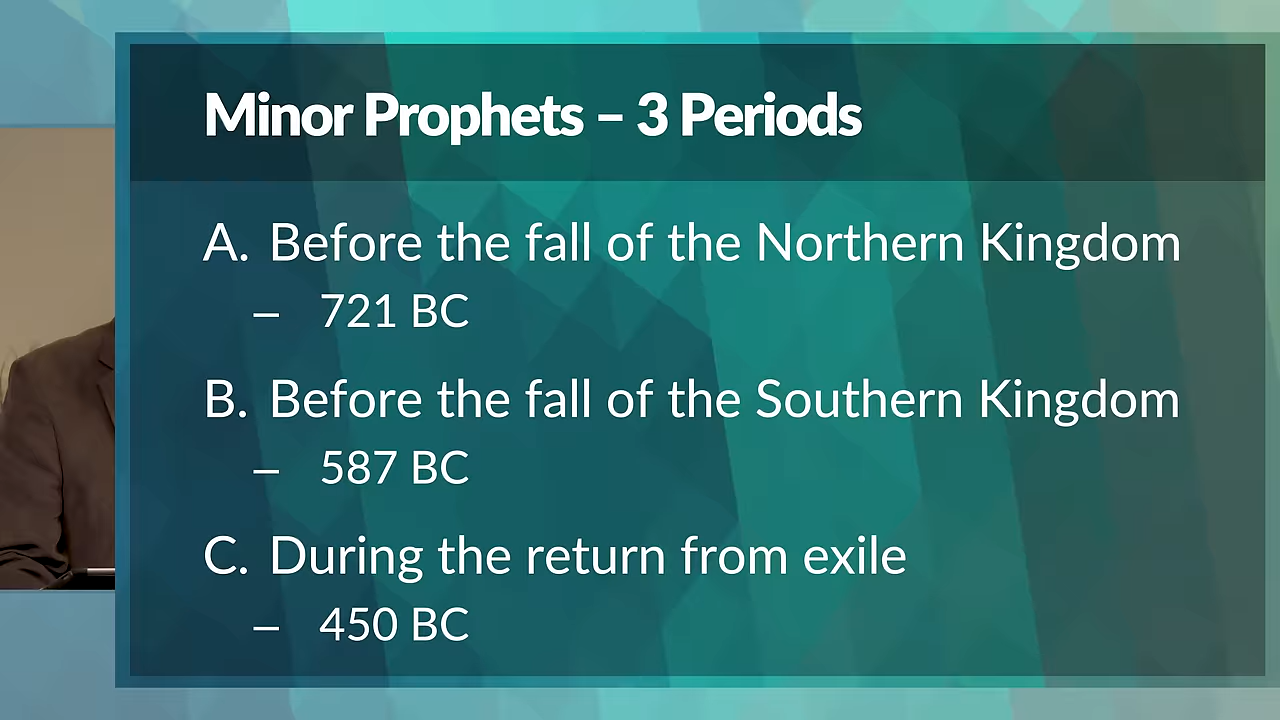 Minor Prophets – 3 Periods
A. Before the fall of the Northern Kingdom
– 721 BC
B. Before the fall of the Southern Kingdom
– 587 BC
C. During the return from exile
– 450 BC